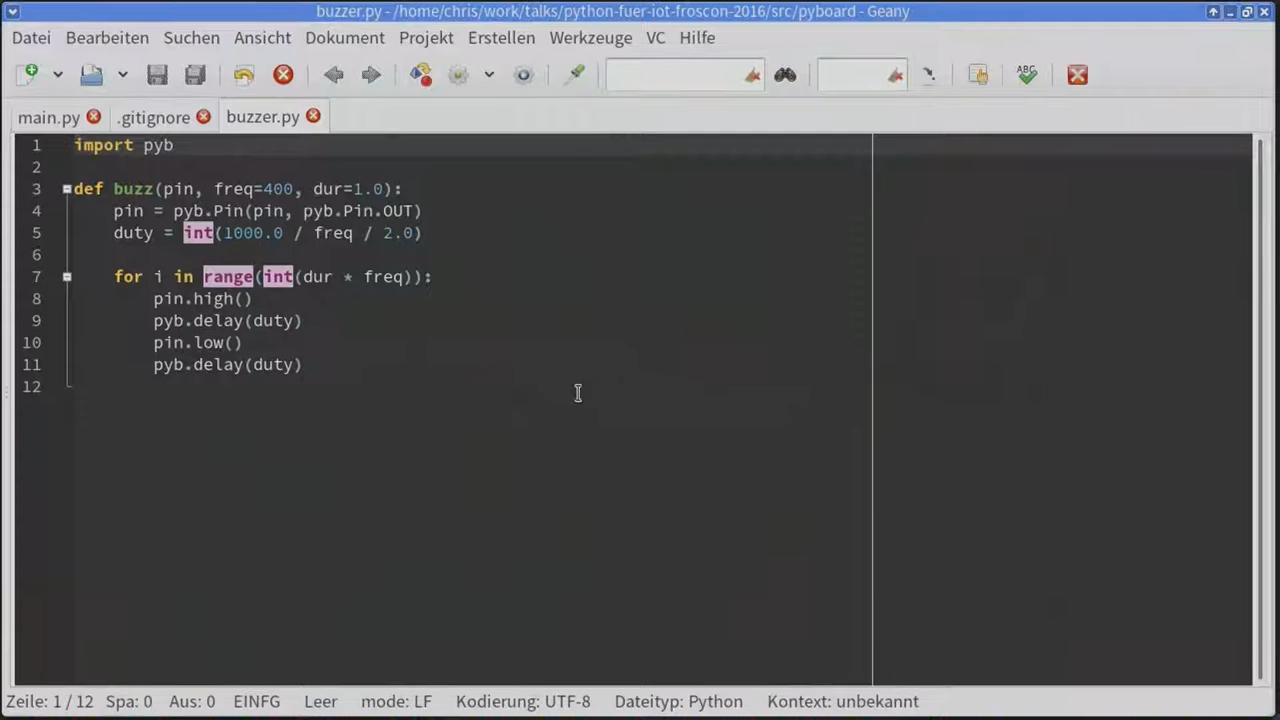 buzzer.py - /home/chris/work/talks/python-fuer-iot-froscon-2016/src/pyboard - Geany
Datei Bearbeiten Suchen Ansicht Dokument Projekt Erstellen Werkzeuge VC Hilfe
ABC
main.py .gitignore buzzer.py
1 import pyb
2
3 def buzz(pin, freq=400, dur=1.0):
4     pin = pyb.Pin(pin, pyb.Pin.OUT)
5     duty = int(1000.0 / freq / 2.0)
6
7     for i in range(int(dur * freq)):
8         pin.high()
9         pyb.delay(duty)
10         pin.low()
11         pyb.delay(duty)
12
Zeile: 1 / 12 Spa: 0 Aus: 0 EINFG Leer mode: LF Kodierung: UTF-8 Dateityp: Python Kontext: unbekannt